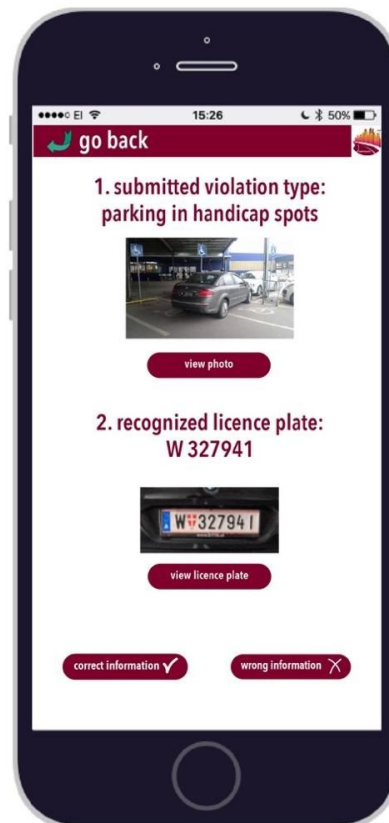 EI 15:26 50%
go back
1. submitted violation type:
parking in handicap spots
view photo
2. recognized licence plate:
W 327941
W 327941
view licence plate
correct information
wrong information